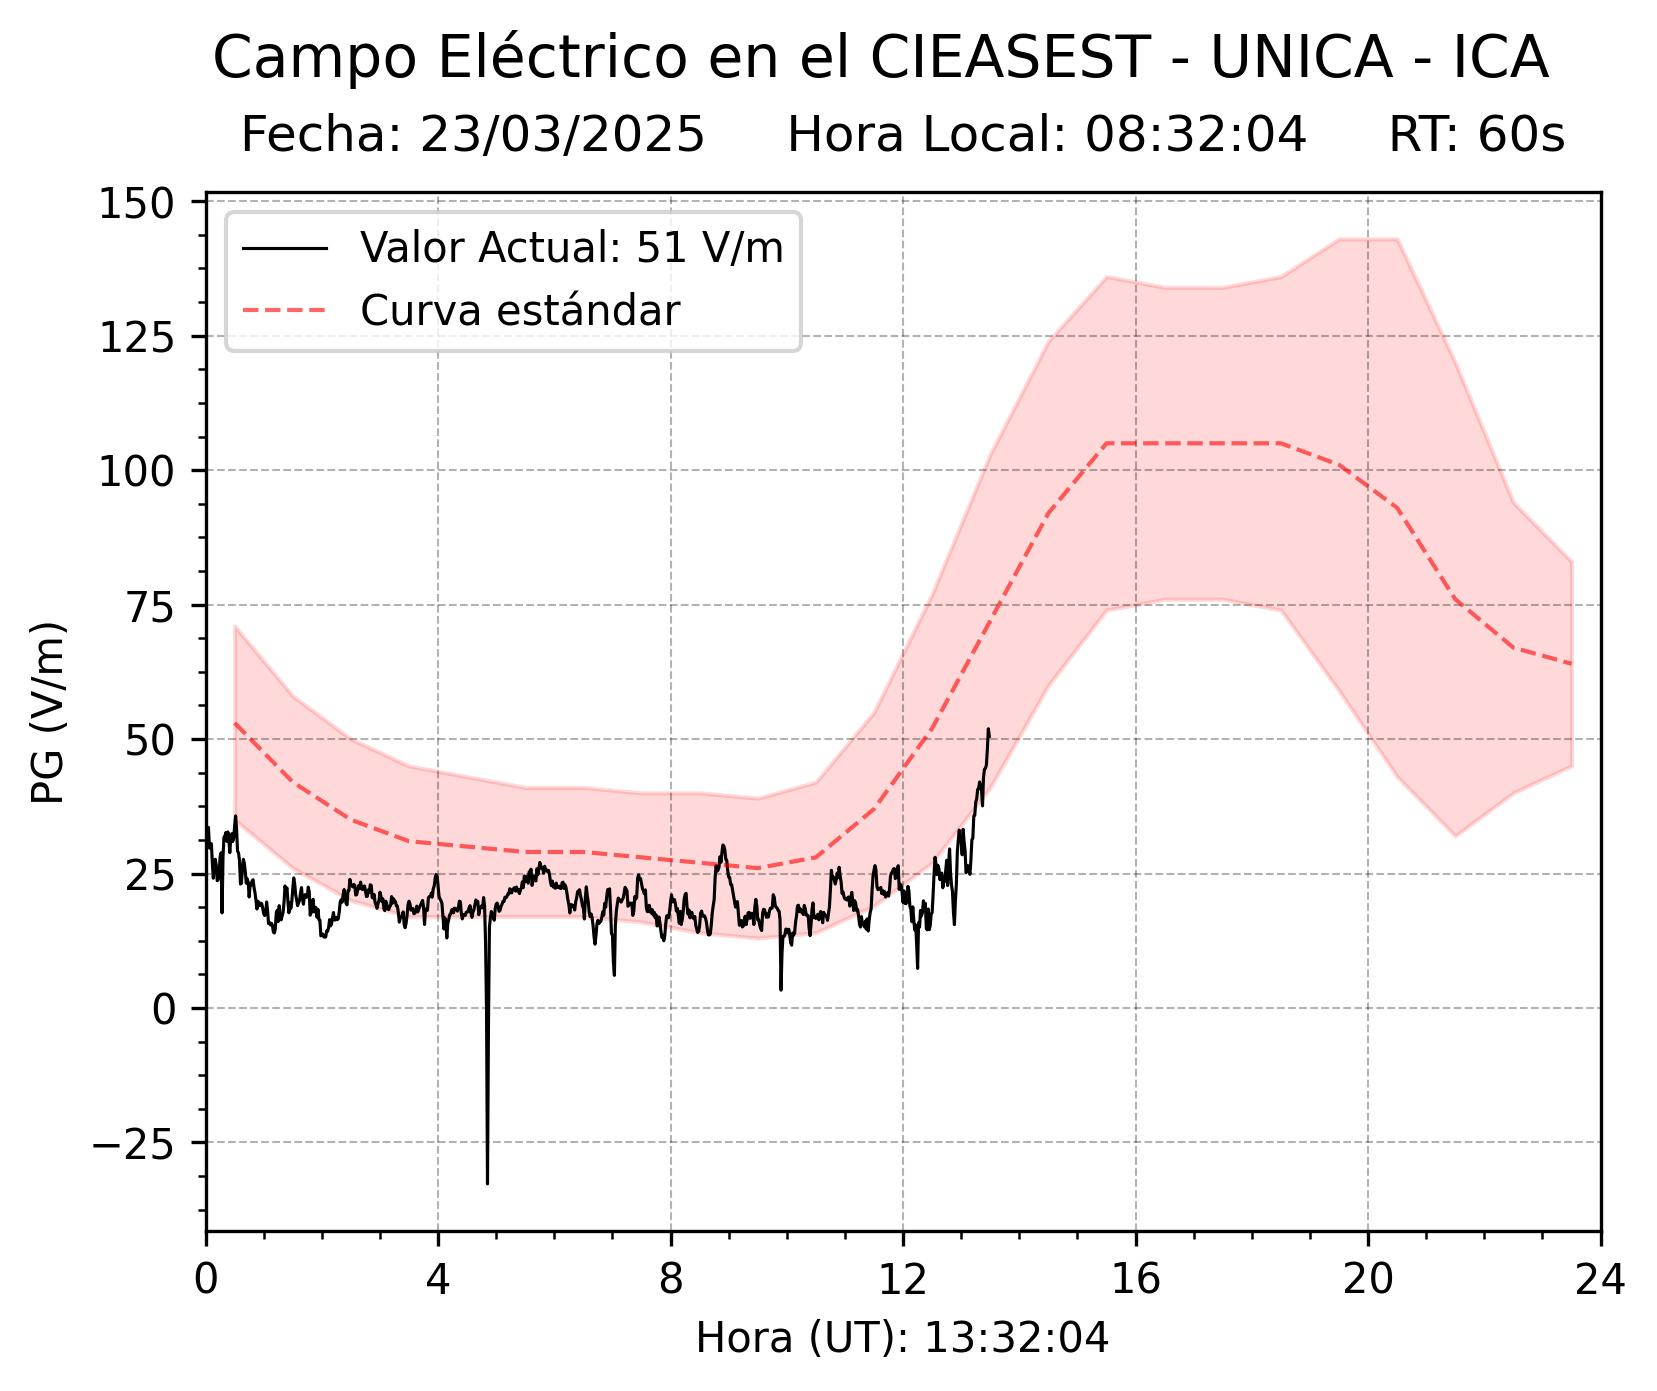 Campo Eléctrico en el CIEASEST - UNICA - ICA
Fecha: 23/03/2025 Hora Local: 08:32:04 RT: 60s
Valor Actual: 51 V/m
Curva estándar
150
125
100
75
50
25
0
−25
PG (V/m)
0 4 8 12 16 20 24
Hora (UT): 13:32:04